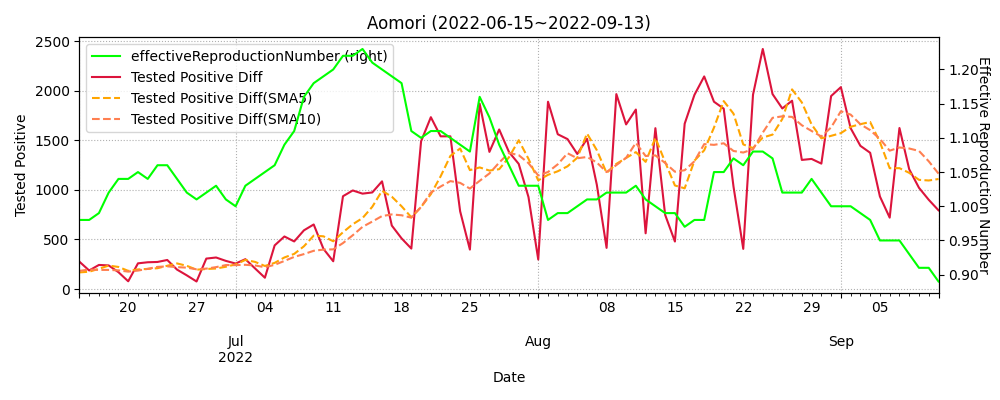 Aomori (2022-06-15~2022-09-13)
effectiveReproductionNumber (right)
Tested Positive Diff
Tested Positive Diff(SMA5)
Tested Positive Diff(SMA10)
Tested Positive
2500
2000
1500
1000
500
0
Effective Reproduction Number
1.20
1.15
1.10
1.05
1.00
0.95
0.90
20 27 04 11 18 25 08 15 22 29 05
Jul Aug Sep
2022
Date